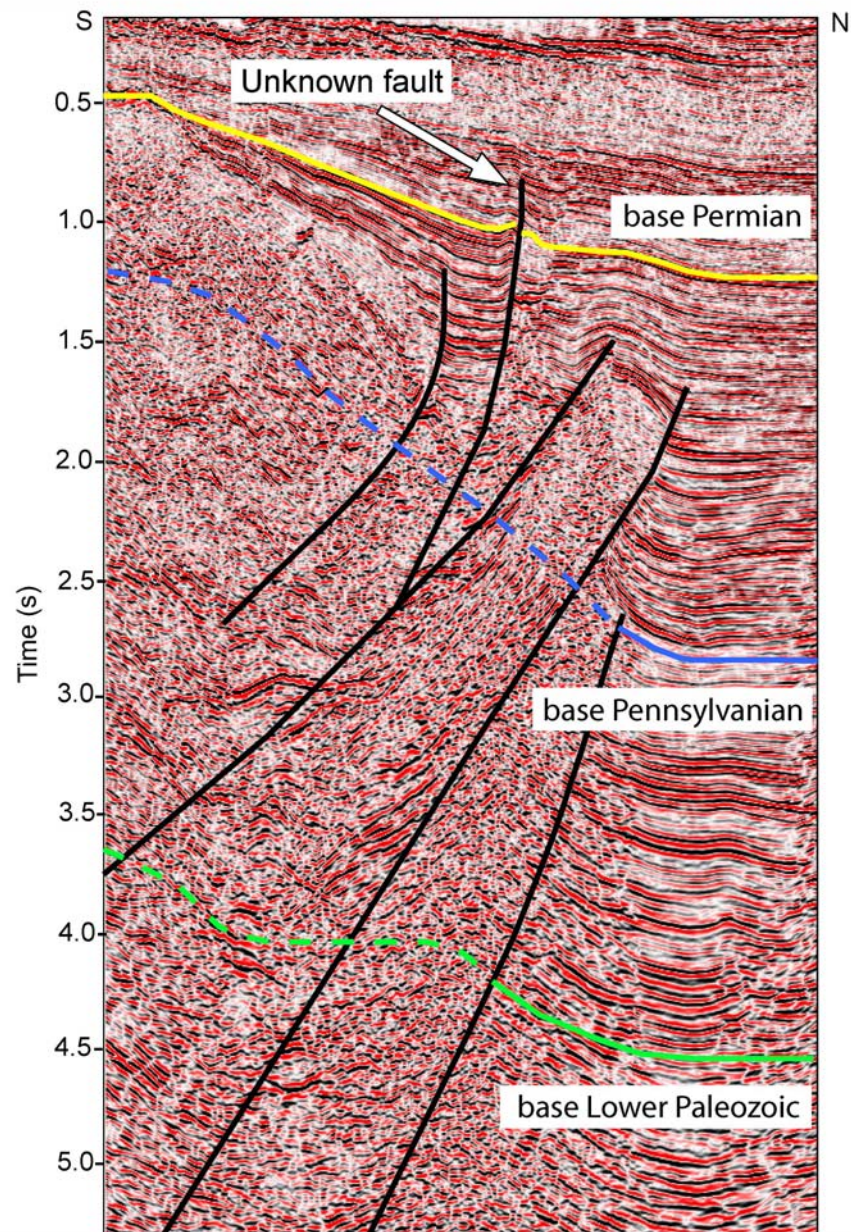 S
N
Unknown fault
0.5
base Permian
1.0
1.5
2.0
2.5
Time (s)
3.0
base Pennsylvanian
3.5
4.0
4.5
base Lower Paleozoic
5.0